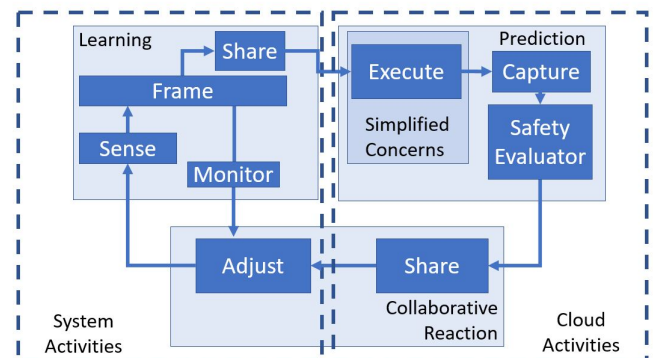 Learning
Share
Frame
Sense
Monitor
Prediction
Execute
Capture
Simplified
Concerns
Safety
Evaluator
Adjust
Share
Collaborative
Reaction
System
Activities
Cloud
Activities